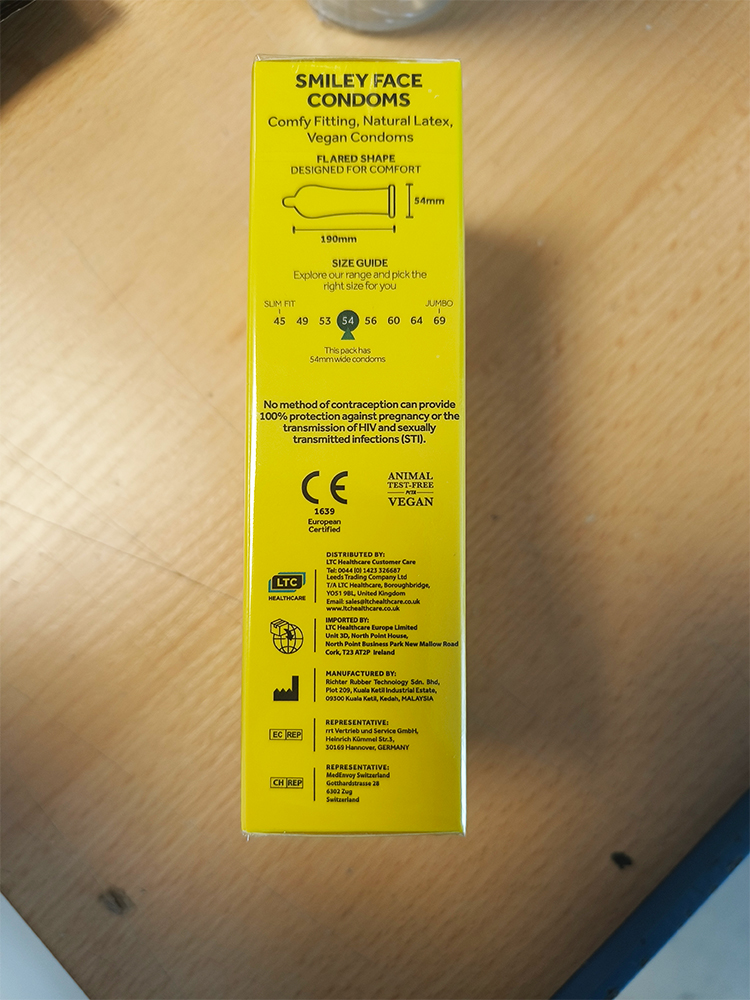 SMILEY FACE
CONDOMS
Comfy Fitting, Natural Latex,
Vegan Condoms
FLARED SHAPE
DESIGNED FOR COMFORT
54mm
190mm
SIZE GUIDE
Explore our range and pick the
right size for you
SLIM FIT JUMBO
45 49 53 54 56 60 64 69
This pack has
54mm wide condoms
No method of contraception can provide
100% protection against pregnancy or the
transmission of HIV and sexually
transmitted infections (STI).
CE
1639
European
Certified
ANIMAL
TEST-FREE
PETA
VEGAN
LTC
HEALTHCARE
DISTRIBUTED BY:
LTC Healthcare Customer Care
Tel: 0044 (0) 1423 326687
Leeds Trading Company Ltd
T/A LTC Healthcare, Boroughbridge,
YO51 9BL, United Kingdom
Email: sales@ltchealthcare.co.uk
www.ltchealthcare.co.uk
IMPORTED BY:
LTC Healthcare Europe Limited
Unit 3D, North Point House,
North Point Business Park New Mallow Road
Cork, T23 AT2P Ireland
MANUFACTURED BY:
Richter Rubber Technology Sdn. Bhd,
Plot 209, Kuala Ketil Industrial Estate,
09300 Kuala Ketil, Kedah, MALAYSIA
EC REP
REPRESENTATIVE:
rrt Vertrieb und Service GmbH,
Heinrich Kümmel Str.3,
30169 Hannover, GERMANY
CH REP
REPRESENTATIVE:
MedEnvoy Switzerland
Gotthardstrasse 28
6302 Zug
Switzerland